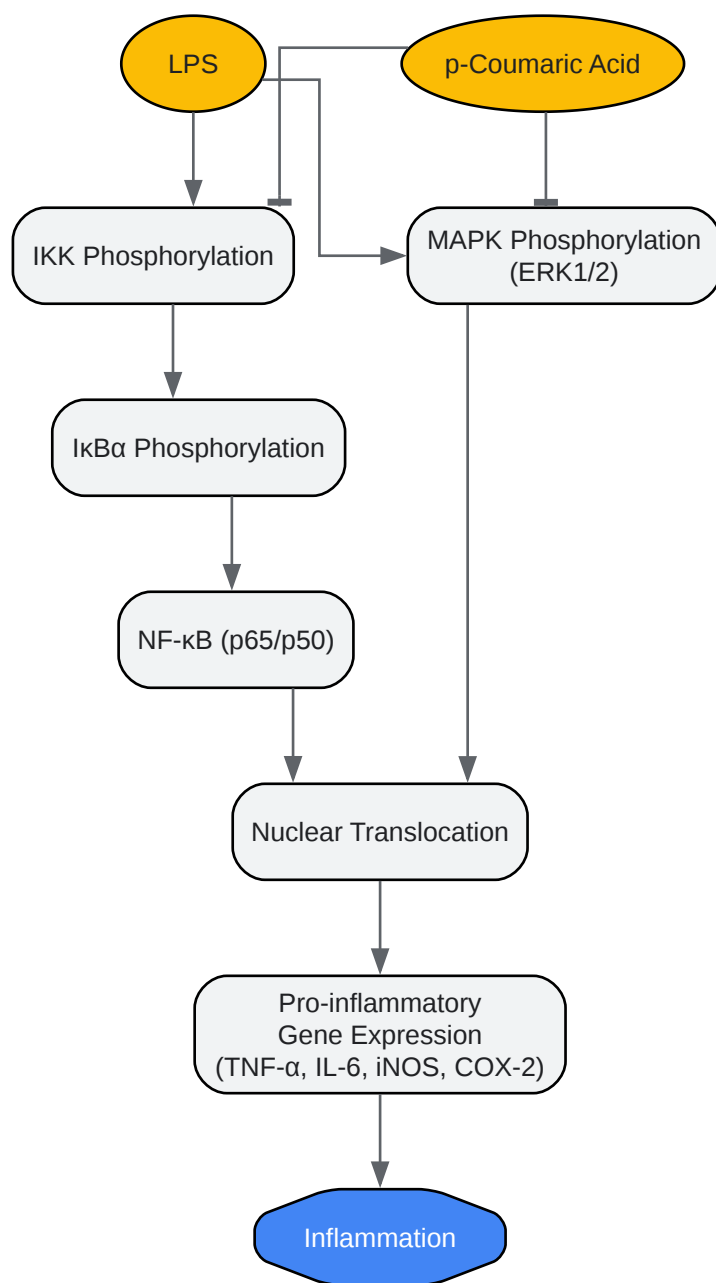 LPS
p-Coumaric Acid
IKK Phosphorylation
MAPK Phosphorylation
(ERK1/2)
IκBα Phosphorylation
NF-κB (p65/p50)
Nuclear Translocation
Pro-inflammatory
Gene Expression
(TNF-α, IL-6, iNOS, COX-2)
Inflammation